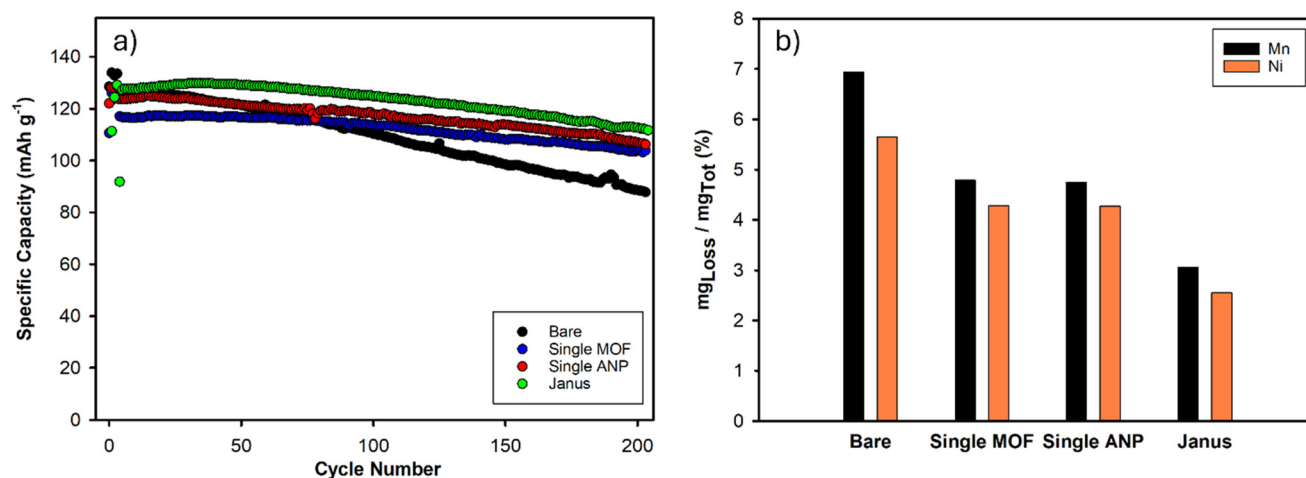 a)
Specific Capacity (mAh g⁻¹)
140
120
100
80
60
40
20
0
0
50
100
150
200
Cycle Number
Bare
Single MOF
Single ANP
Janus
b)
mgLoss / mgTot (%)
8
7
6
5
4
3
2
1
0
Mn
Ni
Bare
Single MOF
Single ANP
Janus